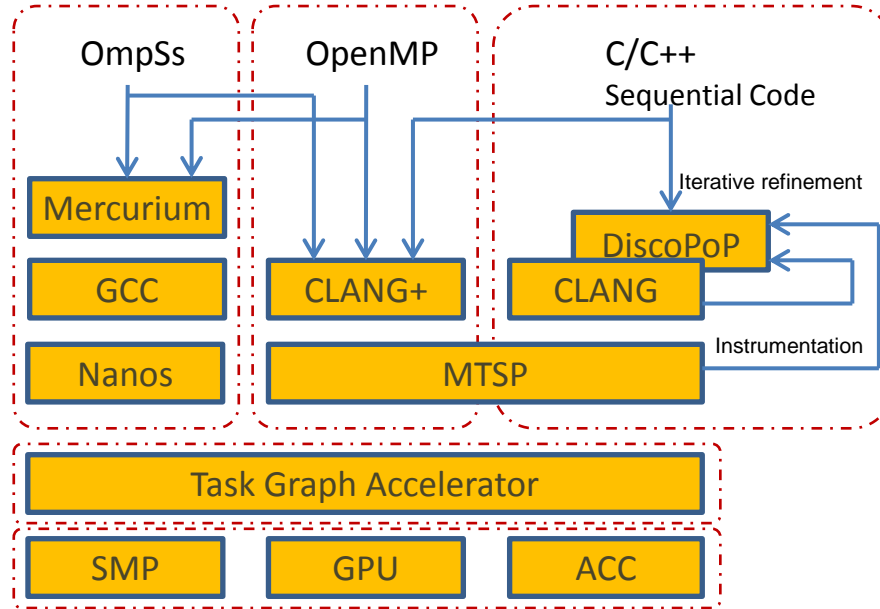 OmpSs
OpenMP
C/C++
Sequential Code
Iterative refinement
Mercurium
DiscoPoP
GCC
CLANG+
CLANG
Instrumentation
Nanos
MTSP
Task Graph Accelerator
SMP
GPU
ACC